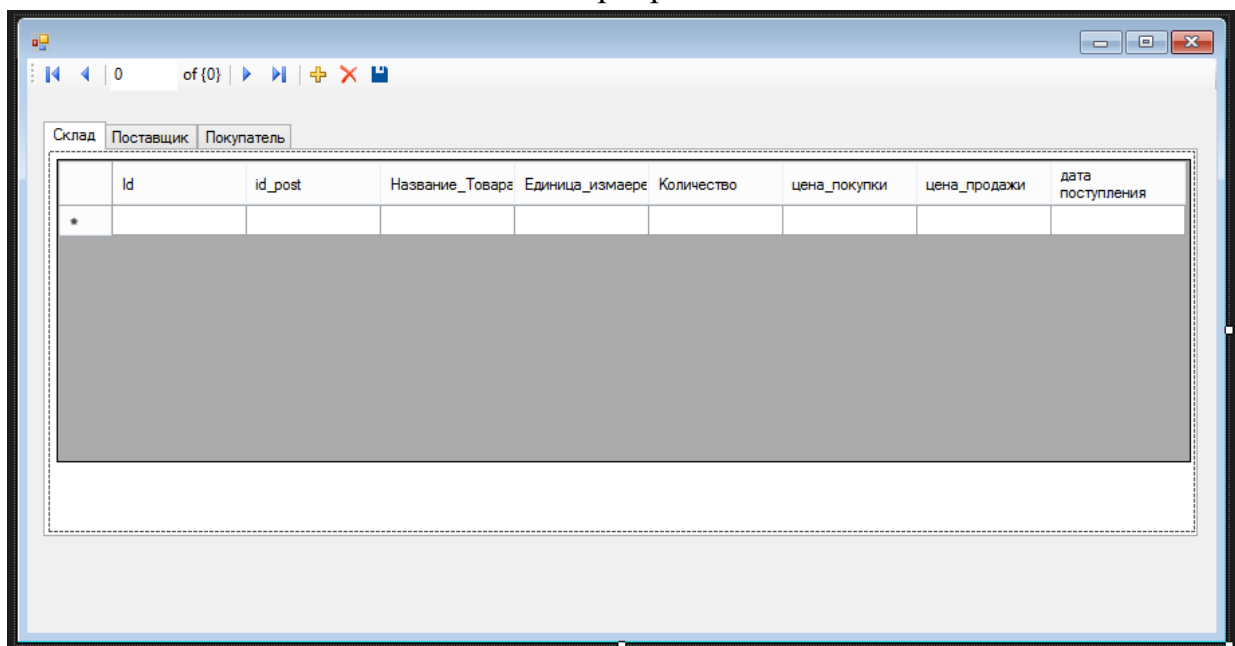 0 of {0}
Склад Поставщик Покупатель
Id id_post Название_Товара Единица_измаере Количество цена_покупки цена_продажи дата
поступления
*